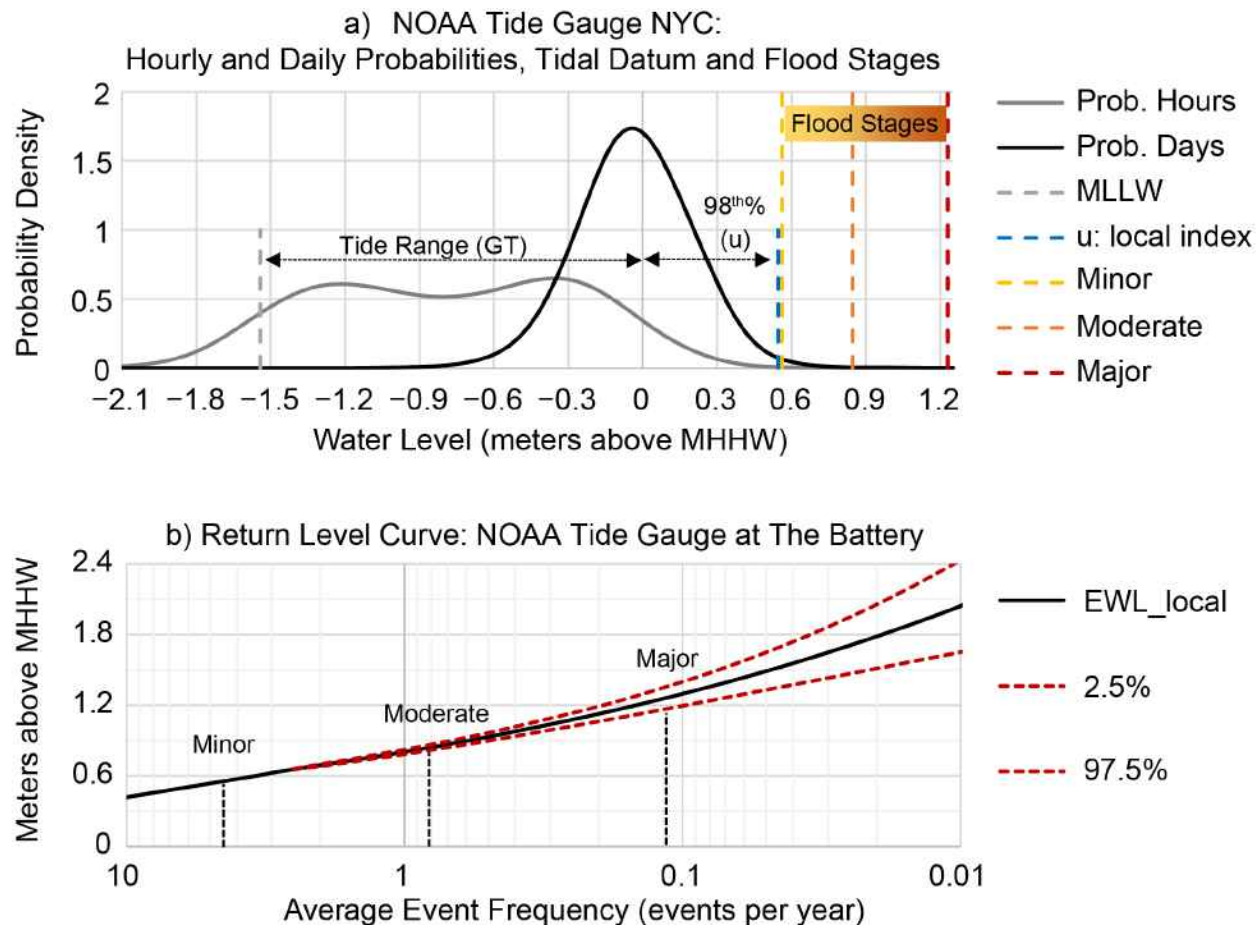 a) NOAA Tide Gauge NYC:
Hourly and Daily Probabilities, Tidal Datum and Flood Stages
Probability Density
2
1.5
1
0.5
0
Flood Stages
98th%
(u)
Tide Range (GT)
−2.1 −1.8 −1.5 −1.2 −0.9 −0.6 −0.3 0 0.3 0.6 0.9 1.2
Water Level (meters above MHHW)
Prob. Hours
Prob. Days
MLLW
u: local index
Minor
Moderate
Major
b) Return Level Curve: NOAA Tide Gauge at The Battery
Meters above MHHW
2.4
1.8
1.2
0.6
0
Minor
Moderate
Major
10 1 0.1 0.01
Average Event Frequency (events per year)
EWL_local
2.5%
97.5%